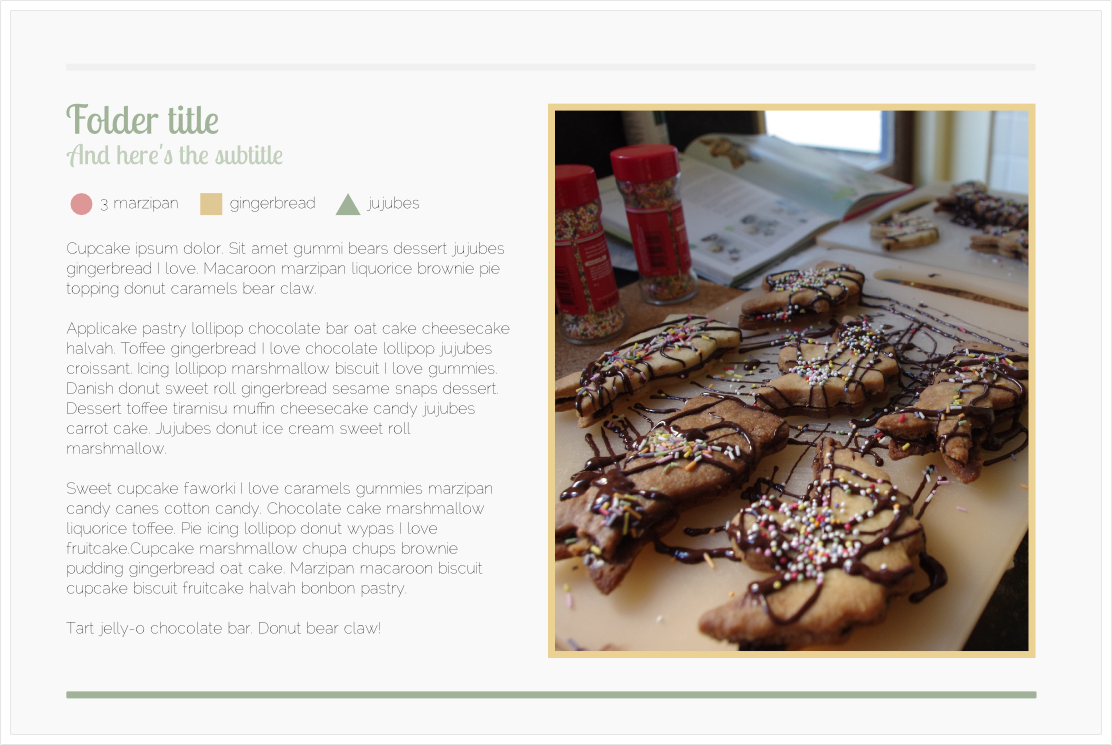 Folder title
And here's the subtitle
3 marzipan gingerbread jujubes
Cupcake ipsum dolor. Sit amet gummi bears dessert jujubes
gingerbread I love. Macaroon marzipan liquorice brownie pie
topping donut caramels bear claw.
Applicake pastry lollipop chocolate bar oat cake cheesecake
halvah. Toffee gingerbread I love chocolate lollipop jujubes
croissant. Icing lollipop marshmallow biscuit I love gummies.
Danish donut sweet roll gingerbread sesame snaps dessert.
Dessert toffee tiramisu muffin cheesecake candy jujubes
carrot cake. Jujubes donut ice cream sweet roll
marshmallow.
Sweet cupcake faworki I love caramels gummies marzipan
candy canes cotton candy. Chocolate cake marshmallow
liquorice toffee. Pie icing lollipop donut wypas I love
fruitcake.Cupcake marshmallow chupa chups brownie
pudding gingerbread oat cake. Marzipan macaroon biscuit
cupcake biscuit fruitcake halvah bonbon pastry.
Tart jelly-o chocolate bar. Donut bear claw!